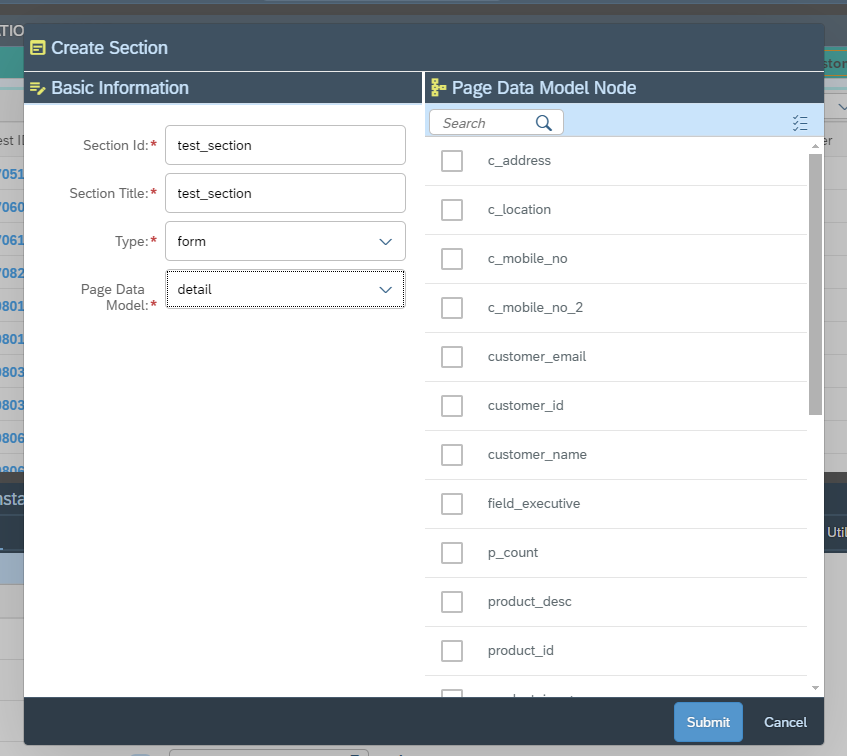 Create Section
Basic Information
Section Id:*
test_section
Section Title:*
test_section
Type:*
form
Page Data
Model:*
detail
Page Data Model Node
Search
c_address
c_location
c_mobile_no
c_mobile_no_2
customer_email
customer_id
customer_name
field_executive
p_count
product_desc
product_id
Submit
Cancel